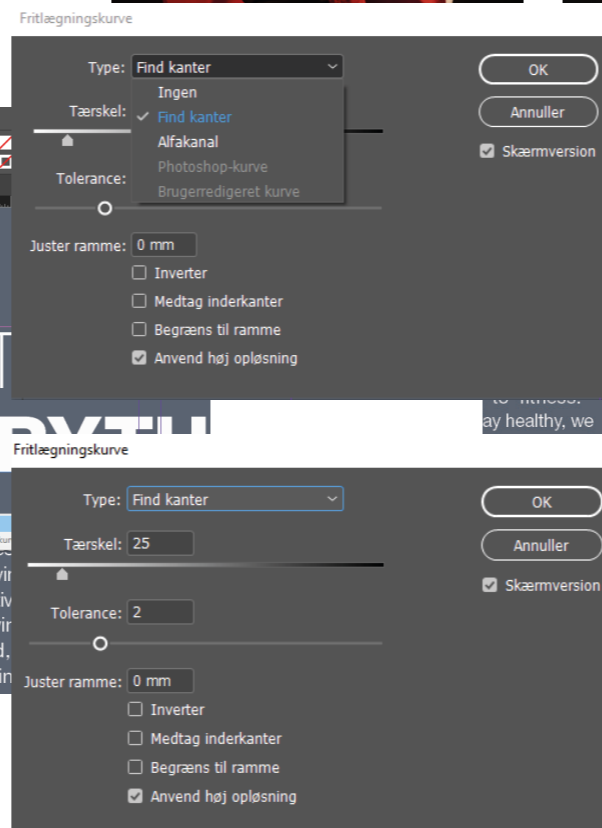 Fritlægningskurve
Type: Find kanter
Ingen
Tærskel:
Find kanter
Alfakanal
Photoshop-kurve
Tolerance:
Brugerredigeret kurve
Juster ramme: 0 mm
Inverter
Medtag inderkanter
Begræns til ramme
Anvend høj opløsning
OK
Annuller
Skærmversion
ay healthy, we
Fritlægningskurve
Type: Find kanter
Tærskel: 25
Tolerance: 2
Juster ramme: 0 mm
Inverter
Medtag inderkanter
Begræns til ramme
Anvend høj opløsning
OK
Annuller
Skærmversion